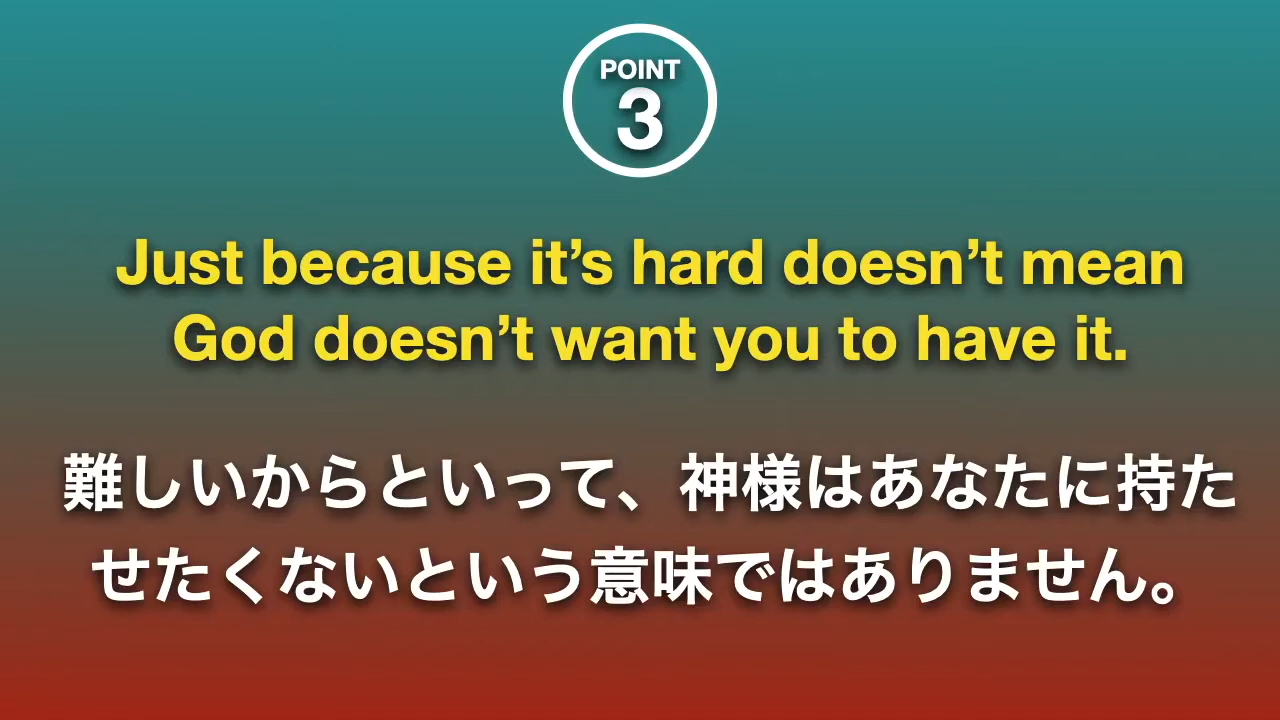 POINT
3
Just because it’s hard doesn’t mean
God doesn’t want you to have it.
難しいからといって、神様はあなたに持た
せたくないという意味ではありません。